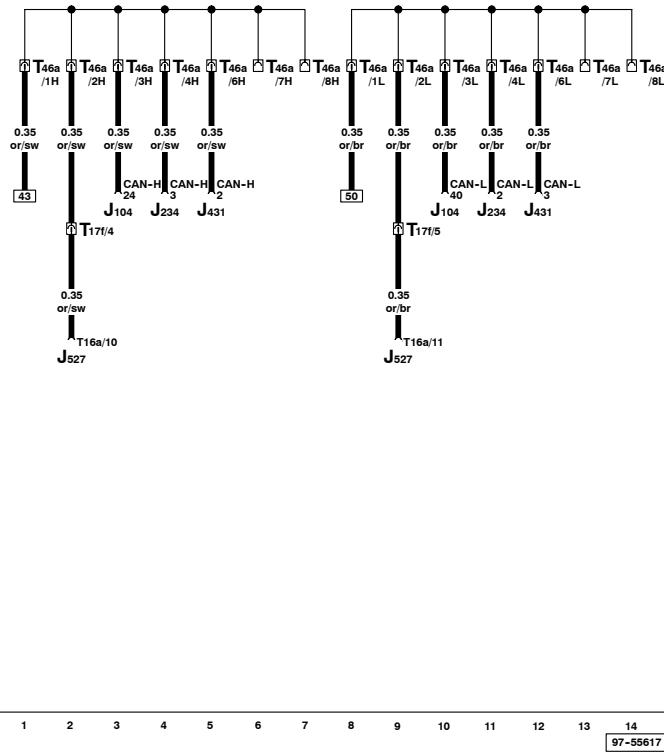 T46a T46a T46a T46a T46a T46a T46a T46a T46a T46a T46a T46a T46a T46a
/1H /2H /3H /4H /6H /7H /8H /1L /2L /3L /4L /6L /7L /8L
0.35 0.35 0.35 0.35 0.35 0.35 0.35 0.35 0.35 0.35
or/sw or/sw or/sw or/sw or/sw or/br or/br or/br or/br or/br
CAN-H CAN-H CAN-H CAN-L CAN-L CAN-L
43 24 3 2 50 40 2 3
J104 J234 J431 J104 J234 J431
T17f/4 T17f/5
0.35 0.35
or/sw or/br
T16a/10 T16a/11
J527 J527
1 2 3 4 5 6 7 8 9 10 11 12 13 14
97-55617